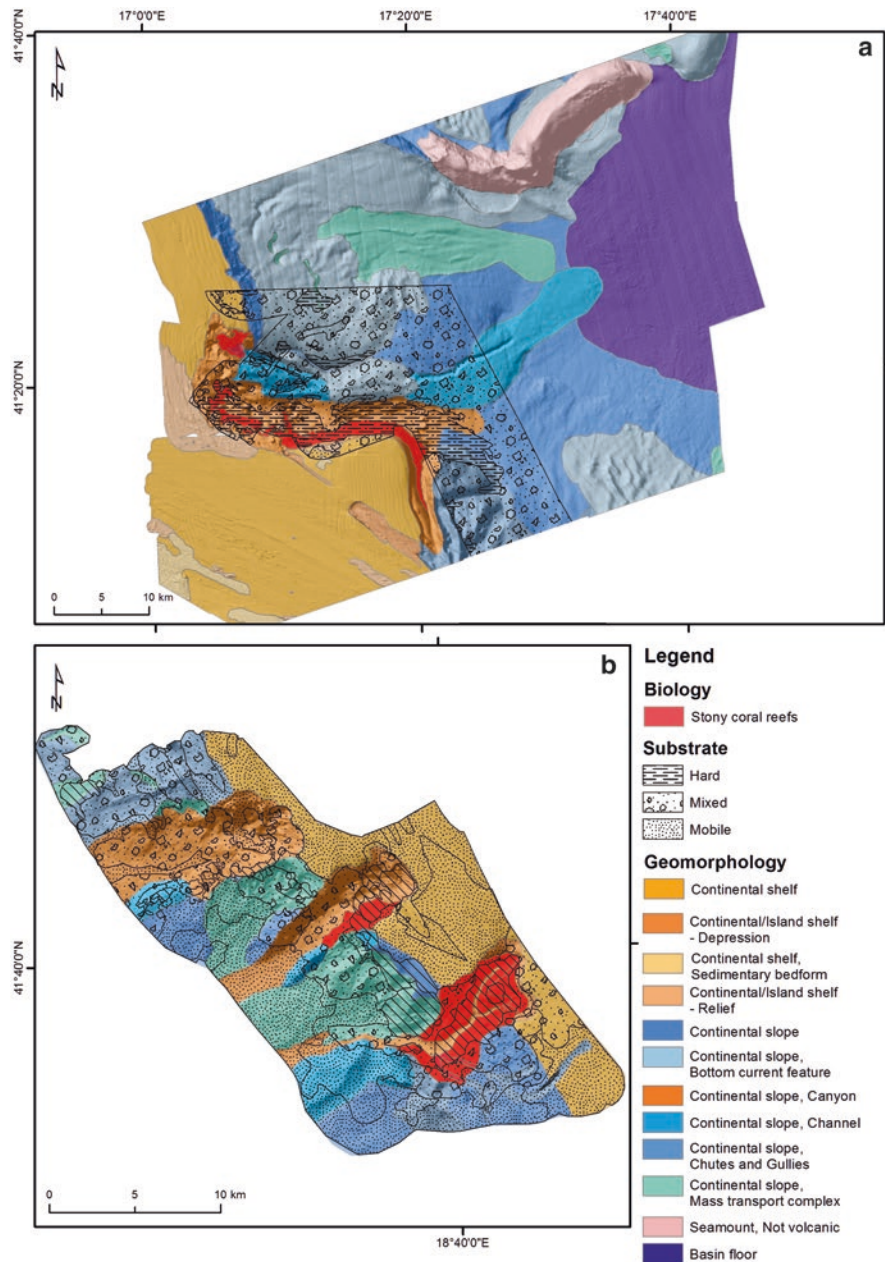 17°0'0"E 17°20'0"E 17°40'0"E
41°40'0"N
a
N
41°20'0"N
0 5 10 km
b
N
41°40'0"N
0 5 10 km
18°40'0"E
Legend
Biology
Stony coral reefs
Substrate
Hard
Mixed
Mobile
Geomorphology
Continental shelf
Continental/Island shelf
- Depression
Continental shelf,
Sedimentary bedform
Continental/Island shelf
-Relief
Continental slope
Continental slope,
Bottom current feature
Continental slope, Canyon
Continental slope, Channel
Continental slope,
Chutes and Gullies
Continental slope,
Mass transport complex
Seamount, Not volcanic
Basin floor